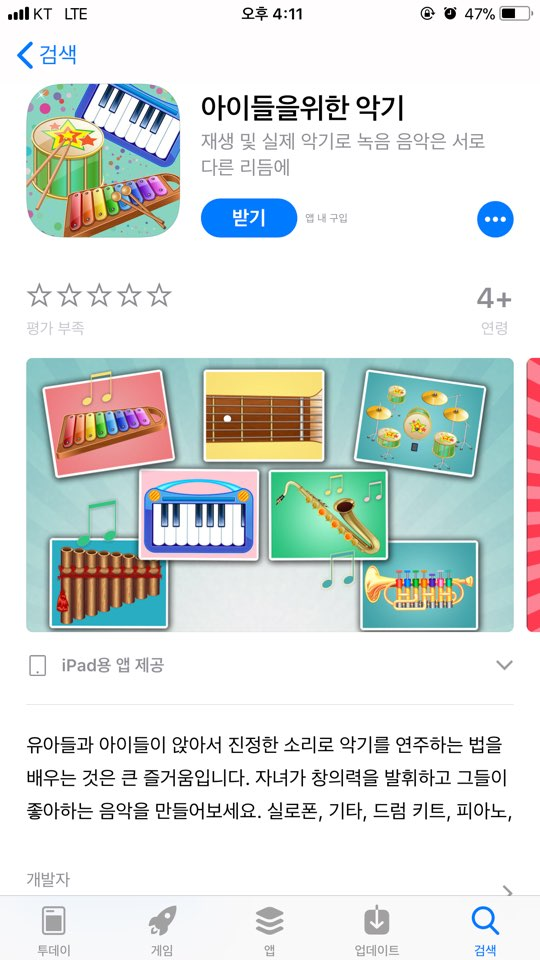 KT LTE 오후 4:11 47%
검색
아이들을위한 악기
재생 및 실제 악기로 녹음 음악은 서로
다른 리듬에
받기 앱 내 구입
4+
평가 부족 연령
iPad용 앱 제공
유아들과 아이들이 앉아서 진정한 소리로 악기를 연주하는 법을
배우는 것은 큰 즐거움입니다. 자녀가 창의력을 발휘하고 그들이
좋아하는 음악을 만들어보세요. 실로폰, 기타, 드럼 키트, 피아노,
개발자
투데이 게임 앱 업데이트 검색